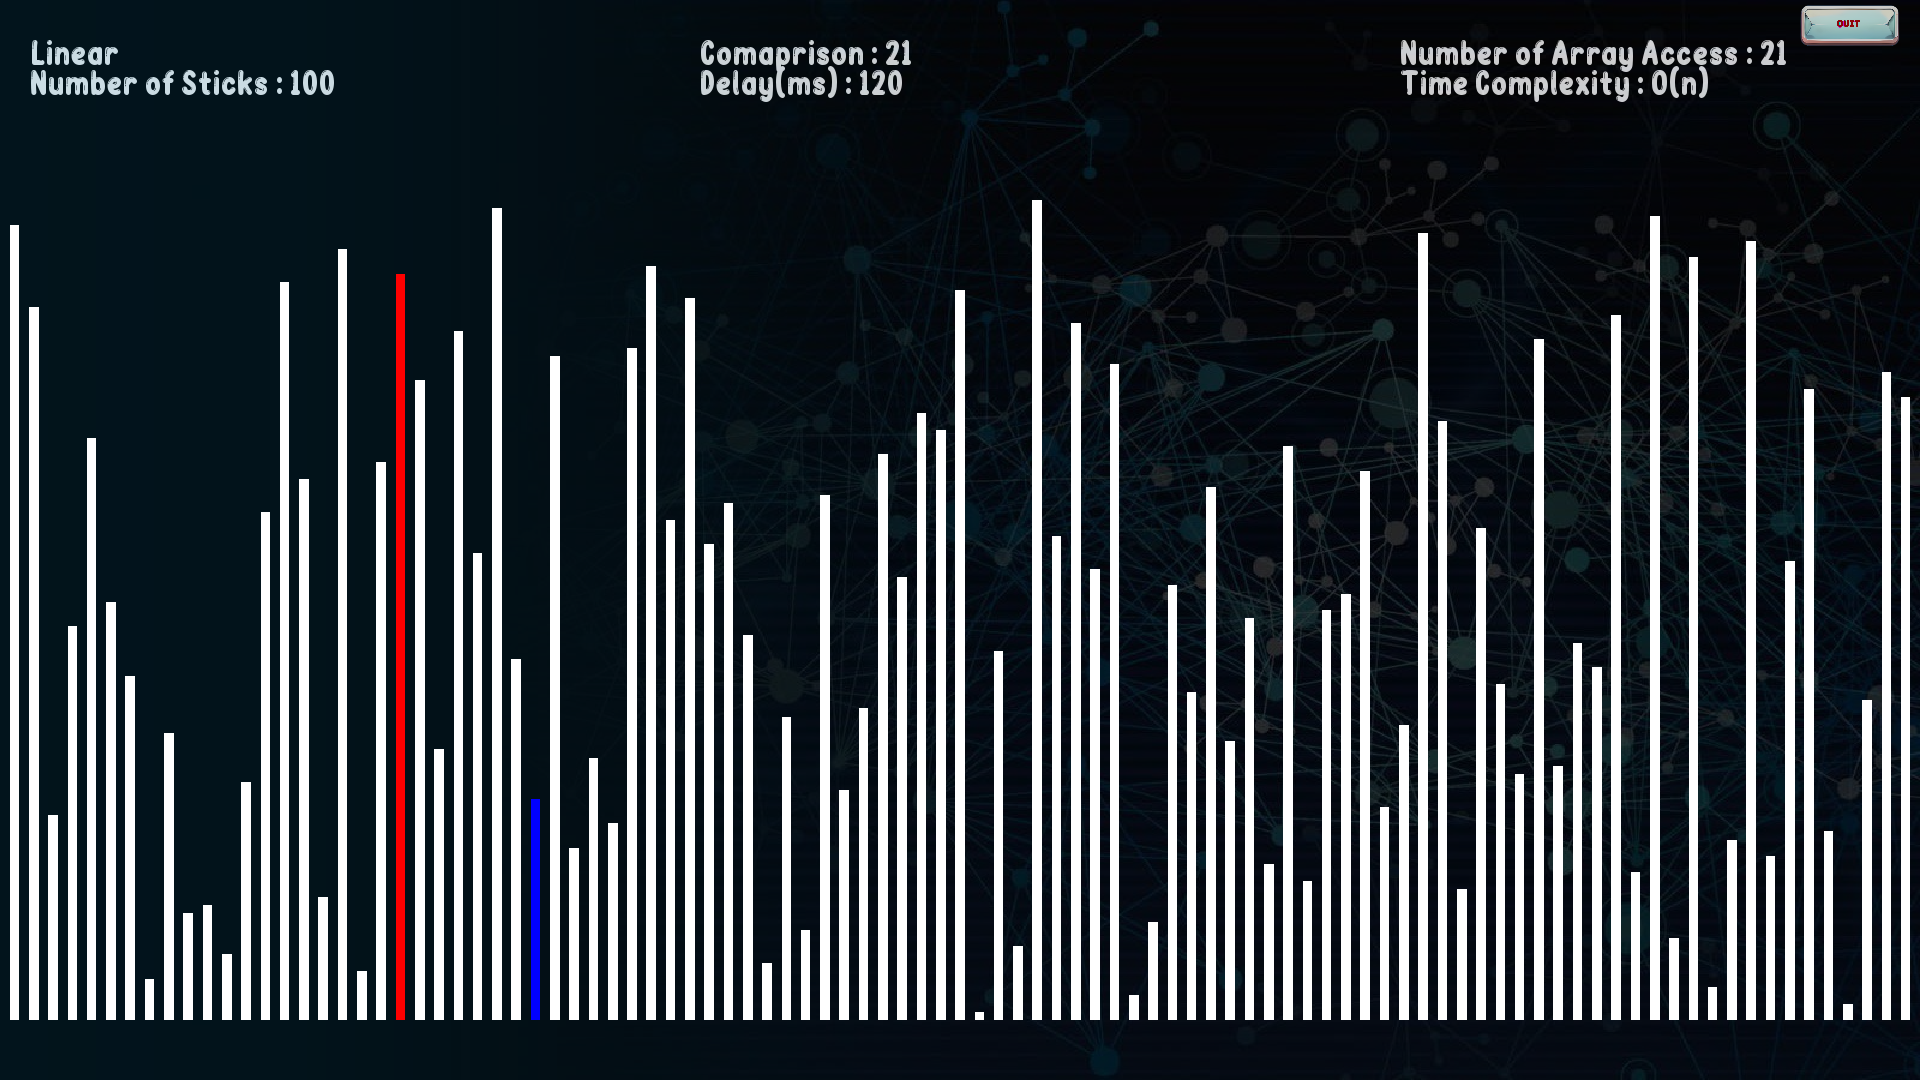 QUIT
Linear
Comaprison : 21
Number of Array Access : 21
Number of Sticks : 100
Delay(ms) : 120
Time Complexity : O(n)